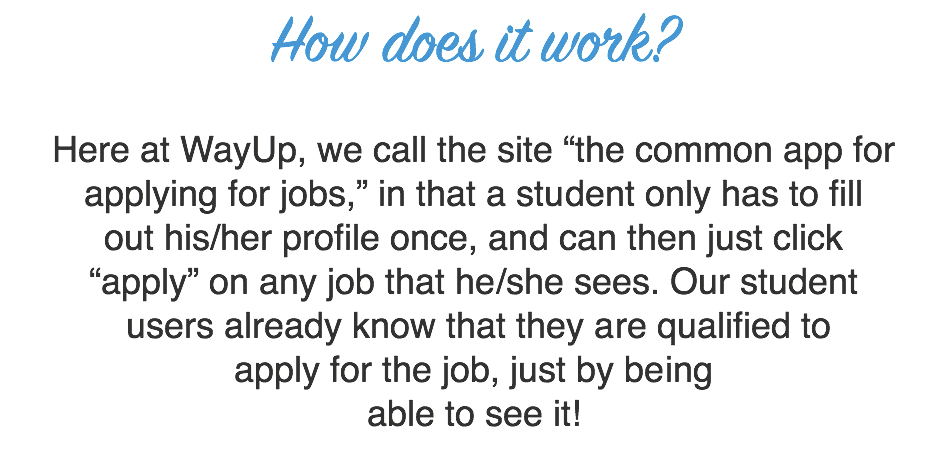 How does it work?
Here at WayUp, we call the site “the common app for
applying for jobs,” in that a student only has to fill
out his/her profile once, and can then just click
“apply” on any job that he/she sees. Our student
users already know that they are qualified to
apply for the job, just by being
able to see it!